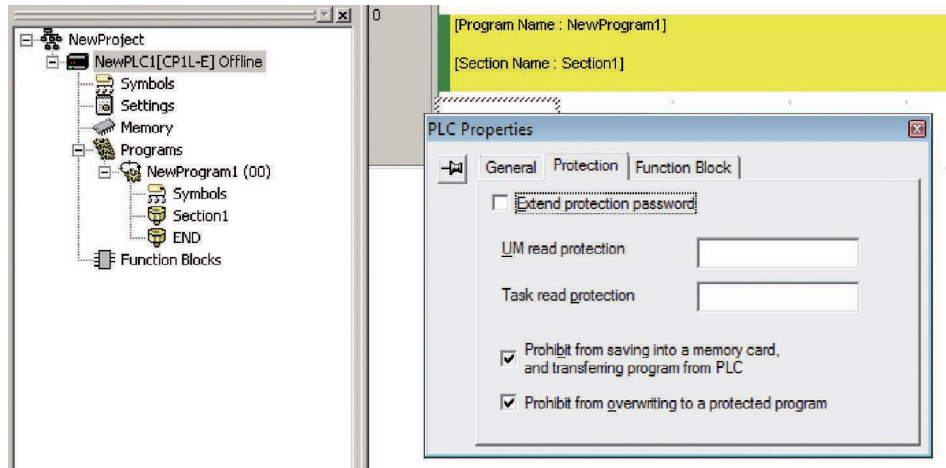 NewProject
NewPLC1[CP1L-E] Offline
Symbols
Settings
Memory
Programs
NewProgram1 (00)
Symbols
Section1
END
Function Blocks
0
[Program Name : NewProgram1]
[Section Name : Section1]
PLC Properties
General Protection Function Block
Extend protection password
UM read protection
Task read protection
Prohibit from saving into a memory card,
and transferring program from PLC
Prohibit from overwriting to a protected program